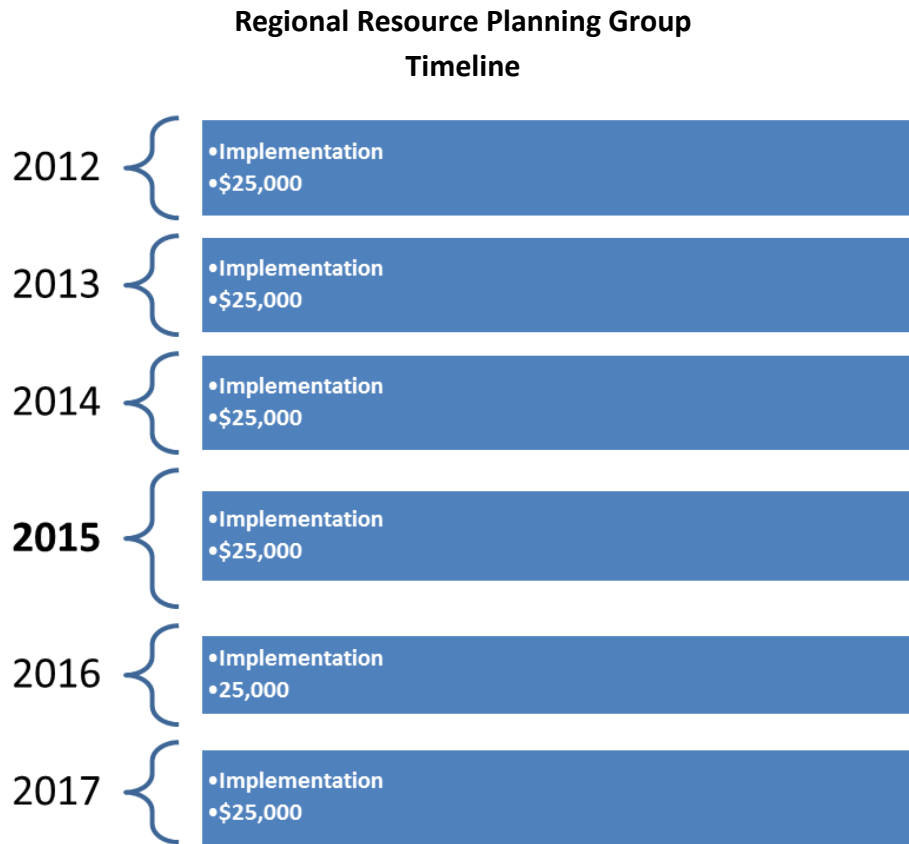 Regional Resource Planning Group
Timeline
2012
•Implementation
•$25,000
2013
•Implementation
•$25,000
2014
•Implementation
•$25,000
2015
•Implementation
•$25,000
2016
•Implementation
•25,000
2017
•Implementation
•$25,000